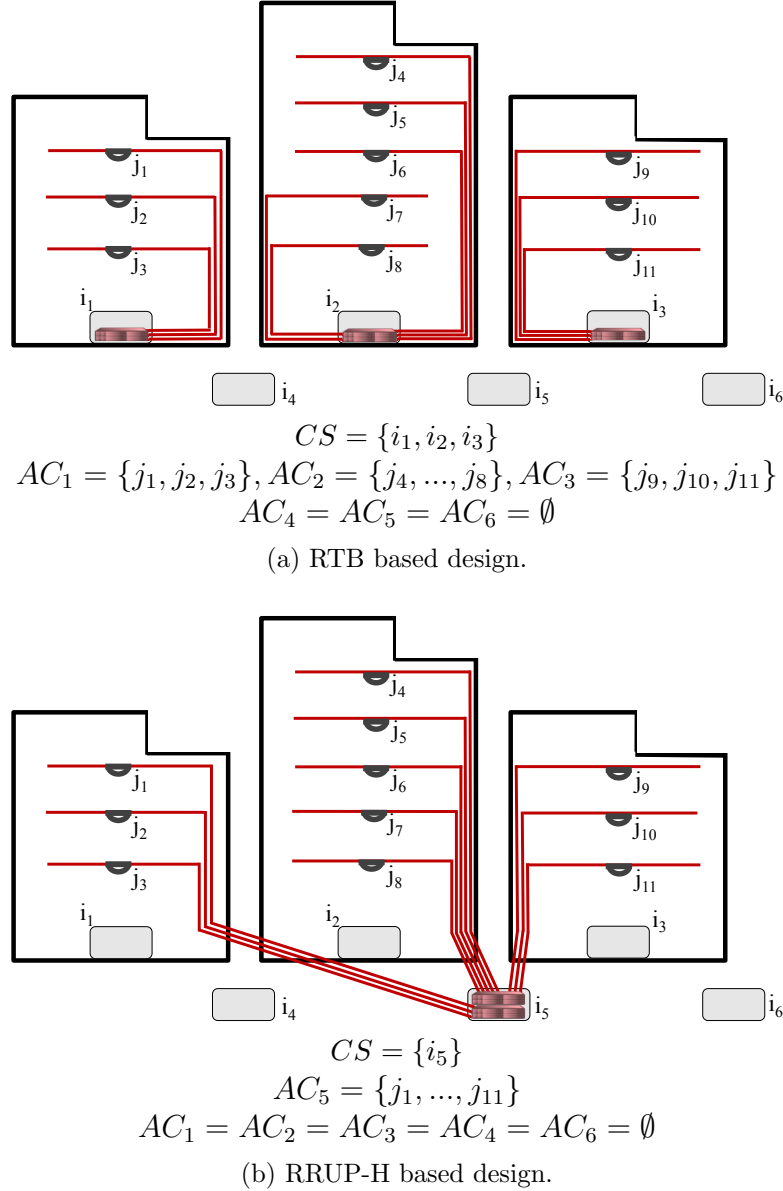 j₄
j₅
j₁ j₆ j₉
j₂ j₇ j₁₀
j₃ j₈ j₁₁
i₁ i₂ i₃
i₄ i₅ i₆
CS = {i₁, i₂, i₃}
AC₁ = {j₁, j₂, j₃}, AC₂ = {j₄, ..., j₈}, AC₃ = {j₉, j₁₀, j₁₁}
AC₄ = AC₅ = AC₆ = ∅
(a) RTB based design.
j₄
j₅
j₁ j₆ j₉
j₂ j₇ j₁₀
j₃ j₈ j₁₁
i₁ i₂ i₃
i₄ i₅ i₆
CS = {i₅}
AC₅ = {j₁, ..., j₁₁}
AC₁ = AC₂ = AC₃ = AC₄ = AC₆ = ∅
(b) RRUP-H based design.